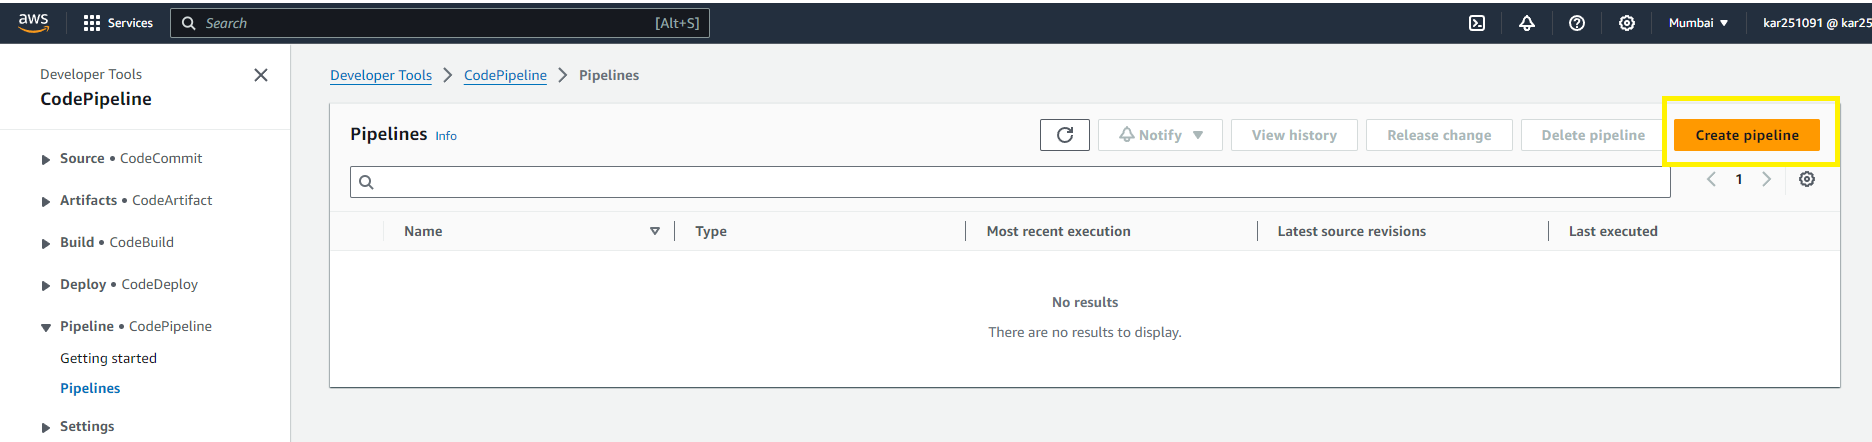 aws
Services
Search [Alt+S]
Mumbai
kar251091 @ kar25
Developer Tools
CodePipeline
Source • CodeCommit
Artifacts • CodeArtifact
Build • CodeBuild
Deploy • CodeDeploy
Pipeline • CodePipeline
Getting started
Pipelines
Settings
Developer Tools > CodePipeline > Pipelines
Pipelines Info
Notify
View history
Release change
Delete pipeline
Create pipeline
1
Name Type Most recent execution Latest source revisions Last executed
No results
There are no results to display.